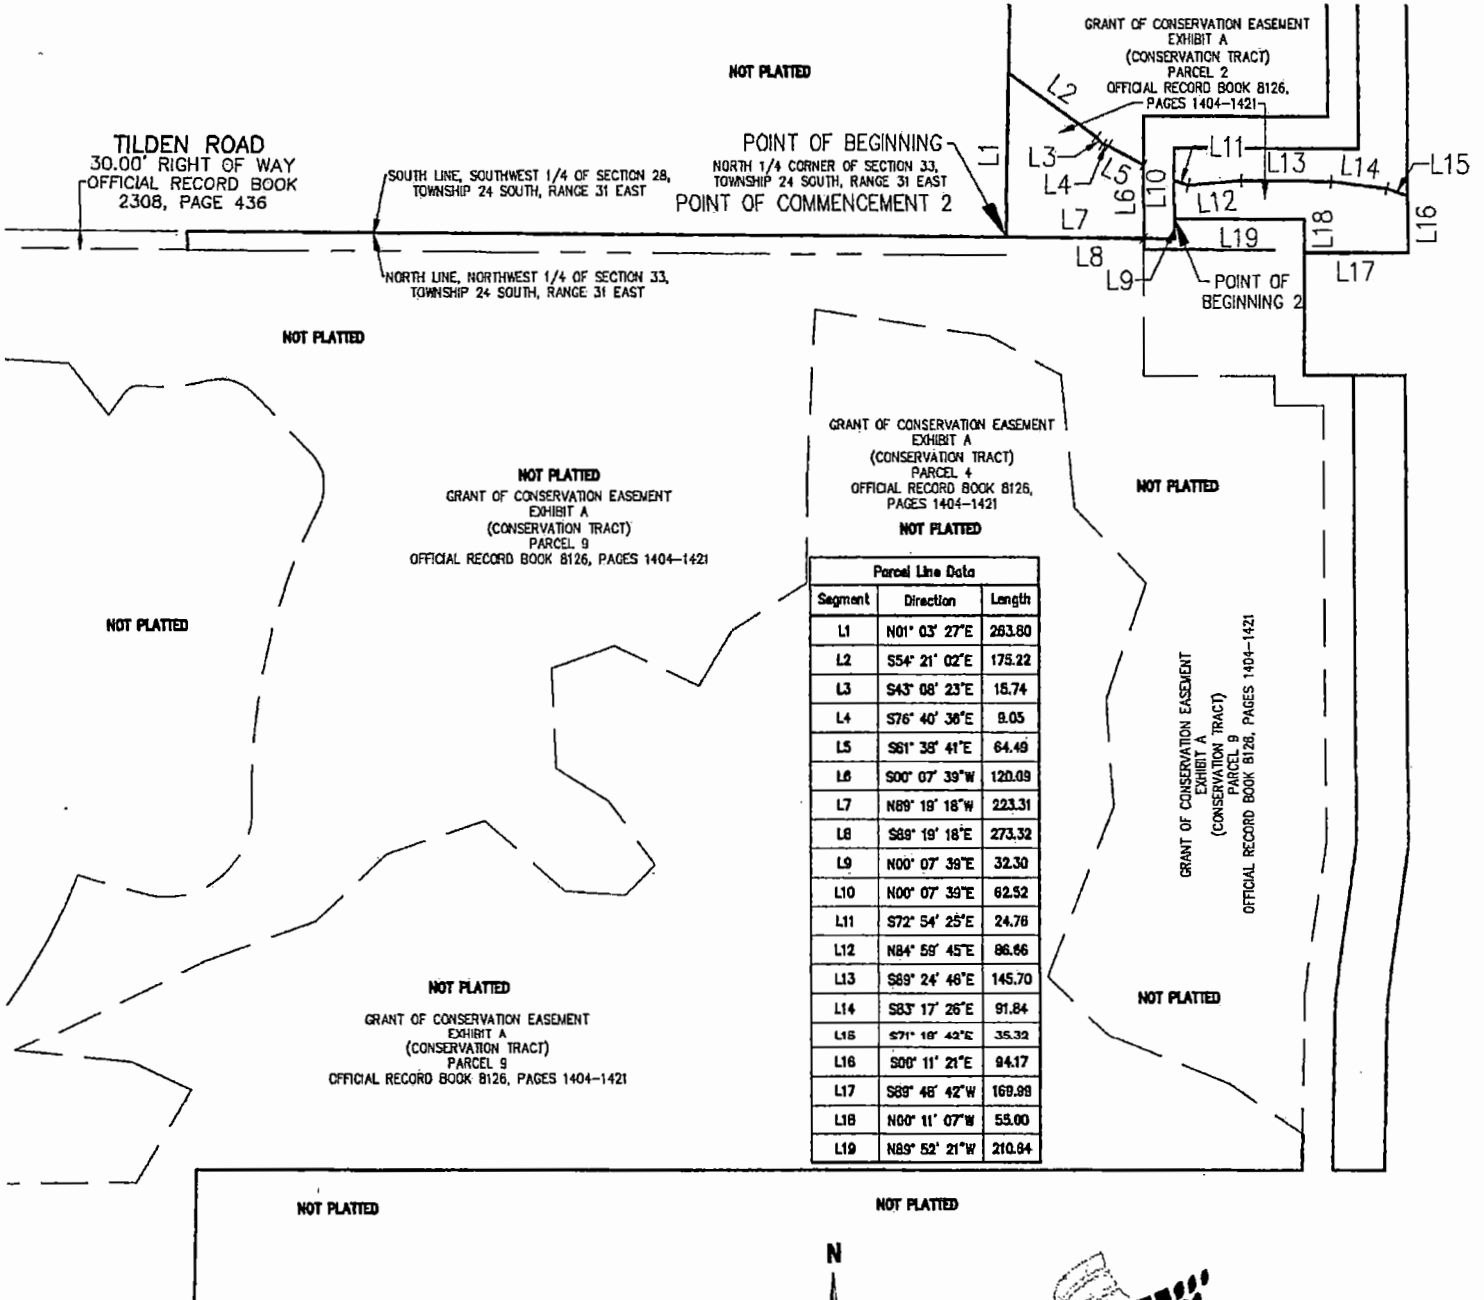 GRANT OF CONSERVATION EASEMENT
EXHIBIT A
(CONSERVATION TRACT)
PARCEL 2
OFFICIAL RECORD BOOK 8126,
PAGES 1404-1421
NOT PLATTED
TILDEN ROAD
30.00' RIGHT OF WAY
OFFICIAL RECORD BOOK
2308, PAGE 436
SOUTH LINE, SOUTHWEST 1/4 OF SECTION 28,
TOWNSHIP 24 SOUTH, RANGE 31 EAST
POINT OF BEGINNING
NORTH 1/4 CORNER OF SECTION 33,
TOWNSHIP 24 SOUTH, RANGE 31 EAST
POINT OF COMMENCEMENT 2
L1
L2
L3
L4
L5
L6
L7
L8
L9
L10
L11
L12
L13
L14
L15
L16
L17
L18
L19
POINT OF
BEGINNING 2
NORTH LINE, NORTHWEST 1/4 OF SECTION 33,
TOWNSHIP 24 SOUTH, RANGE 31 EAST
NOT PLATTED
GRANT OF CONSERVATION EASEMENT
EXHIBIT A
(CONSERVATION TRACT)
PARCEL 4
OFFICIAL RECORD BOOK 8126,
PAGES 1404-1421
NOT PLATTED
NOT PLATTED
NOT PLATTED
GRANT OF CONSERVATION EASEMENT
EXHIBIT A
(CONSERVATION TRACT)
PARCEL 9
OFFICIAL RECORD BOOK 8126, PAGES 1404-1421
NOT PLATTED
Parcel Line Data
Segment Direction Length
L1 N01° 03' 27"E 263.80
L2 S54° 21' 02"E 175.22
L3 S43° 08' 23"E 15.74
L4 S76° 40' 36"E 9.05
L5 S61° 38' 41"E 64.49
L6 S00° 07' 39"W 120.09
L7 N89° 19' 18"W 223.31
L8 S89° 19' 18"E 273.32
L9 N00° 07' 39"E 32.30
L10 N00° 07' 39"E 62.52
L11 S72° 54' 25"E 24.76
L12 N84° 59' 45"E 86.66
L13 S89° 24' 46"E 145.70
L14 S83° 17' 26"E 91.84
L15 S71° 19' 42"E 35.32
L16 S00° 11' 21"E 94.17
L17 S89° 48' 42"W 169.99
L18 N00° 11' 07"W 55.00
L19 N89° 52' 21"W 210.64
GRANT OF CONSERVATION EASEMENT
EXHIBIT A
(CONSERVATION TRACT)
PARCEL 9
OFFICIAL RECORD BOOK 8126, PAGES 1404-1421
NOT PLATTED
NOT PLATTED
GRANT OF CONSERVATION EASEMENT
EXHIBIT A
(CONSERVATION TRACT)
PARCEL 9
OFFICIAL RECORD BOOK 8126, PAGES 1404-1421
NOT PLATTED
NOT PLATTED
N